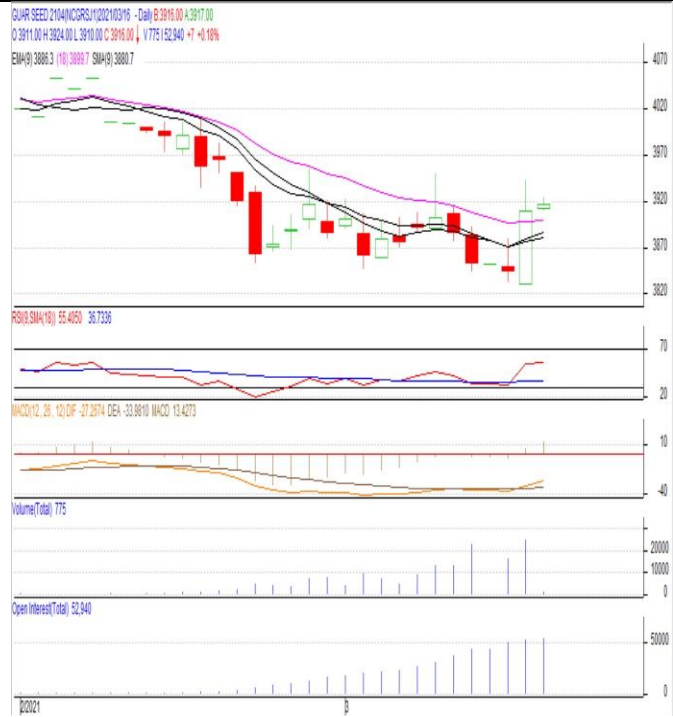 GUAR SEED 2104(NCGRSJ1)2021/03/16 - Daily B:3916.00 A:3917.00
O 3911.00 H 3924.00 L 3910.00 C 3916.00↓ V 775 I 52,940 +7 +0.18%
EMA(9) 3886.3 (18) 3899.7 SMA(9) 3880.7
4070
4020
3970
3920
3870
3820
RSI(9,SMA(18)) 55.4050 36.7336
70
20
MACD(12, 26, 12) DIF -27.2674 DEA -33.9810 MACD 13.4273
10
-40
Volume(Total) 775
20000
10000
0
Open Interest(Total) 52,940
50000
0
2/2021
3